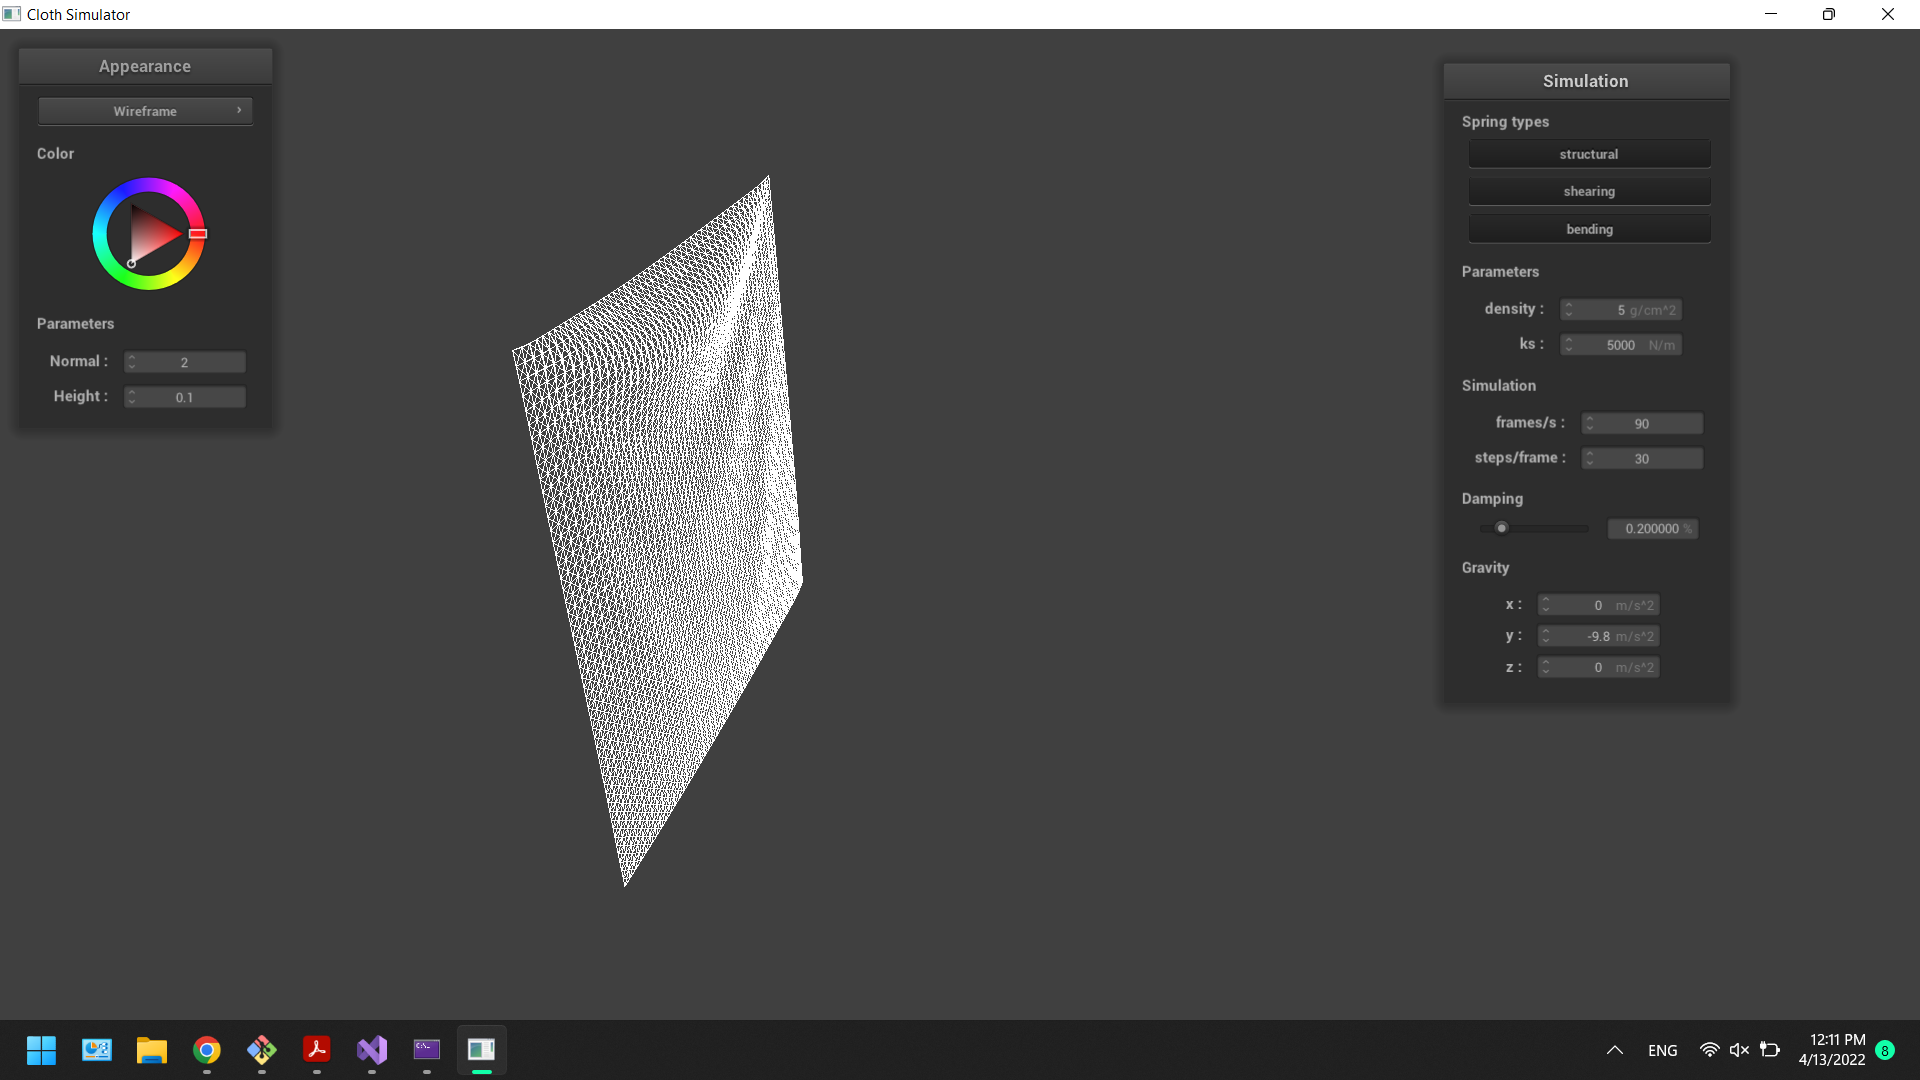 Cloth Simulator
Appearance
Wireframe
Color
Parameters
Normal : 2
Height : 0.1
Simulation
Spring types
structural
shearing
bending
Parameters
density : 5 g/cm^2
ks : 5000 N/m
Simulation
frames/s : 90
steps/frame : 30
Damping
0.200000 %
Gravity
x : 0 m/s^2
y : -9.8 m/s^2
z : 0 m/s^2
ENG
12:11 PM
4/13/2022
8